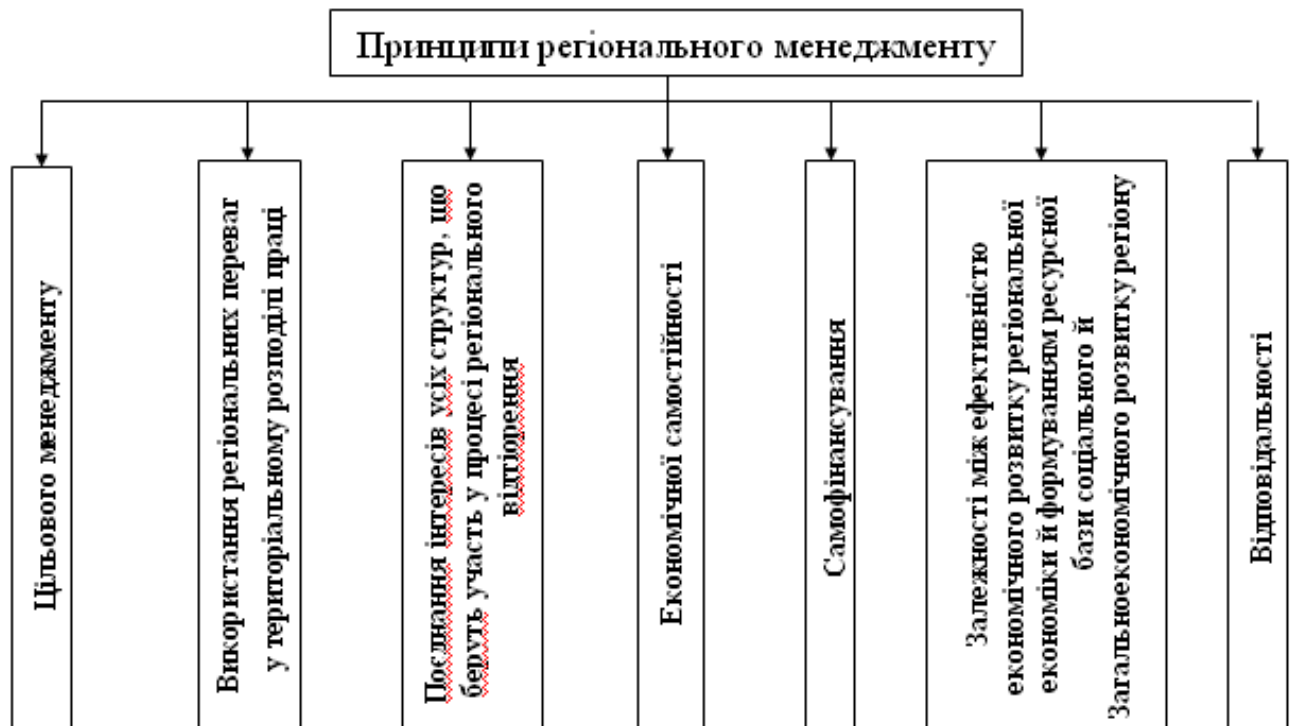 Принципи регіонального менеджменту
Цільового менеджменту
Використання регіональних переваг
у територіальному розподілі праці
Поєднання інтересів усіх структур, що
беруть участь у процесі регіонального
відтіорення
Економічної самостійності
Самофінансування
Залежності між ефективністю
економічного розвитку регіональної
економіки й формуванням ресурсної
бази соціального й
Загальноекономічного розвитку регіону
Відповідальності